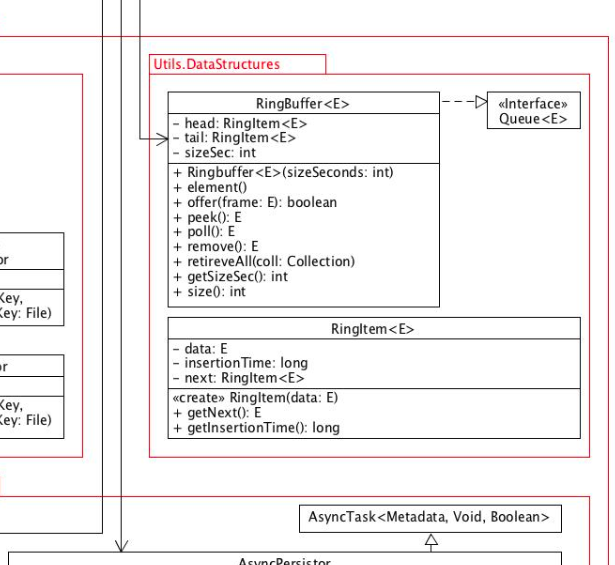 Utils.DataStructures
RingBuffer<E>
- head: RingItem<E>
- tail: RingItem<E>
- sizeSec: int
+ Ringbuffer<E>(sizeSeconds: int)
+ element()
+ offer(frame: E): boolean
+ peek(): E
+ poll(): E
+ remove(): E
+ retireveAll(coll: Collection)
+ getSizeSec(): int
+ size(): int
«Interface»
Queue<E>
RingItem<E>
- data: E
- insertionTime: long
- next: RingItem<E>
«create» RingItem(data: E)
+ getNext(): E
+ getInsertionTime(): long
or
Key,
Key: File)
or
Key,
Key: File)
AsyncTask<Metadata, Void, Boolean>
AsyncPersistor